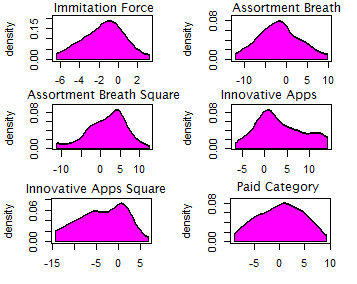 Immitation Force
Assortment Breath
density
0.00 0.15
-6 -4 -2 0 2
density
0.00 0.08
-10 -5 0 5 10
Assortment Breath Square
Innovative Apps
density
0.00 0.08
-10 -5 0 5 10
density
0.00 0.08
-5 0 5 10
Innovative Apps Square
Paid Category
density
0.00 0.06
-15 -5 0 5
density
0.00 0.08
-5 0 5 10